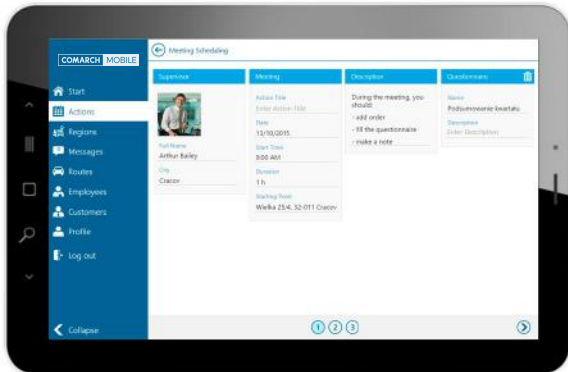 COMARCH MOBILE
Start
Actions
Regions
Messages
Routes
Employees
Customers
Profile
Log out
Collapse
Meeting Scheduling
Supervisor
Full Name
Arthur Bailey
City
Cracov
Meeting
Action Title
Enter Action Title
Date
13/10/2015
Start Time
8:00 AM
Duration
1 h
Starting Point
Wielka 25/4, 32-011 Cracov
Description
During the meeting, you
should:
- add order
- fill the questionnaire
- make a note
Questionnaire
Name
Podsumowanie kwartału
Description
Enter Description
1 2 3